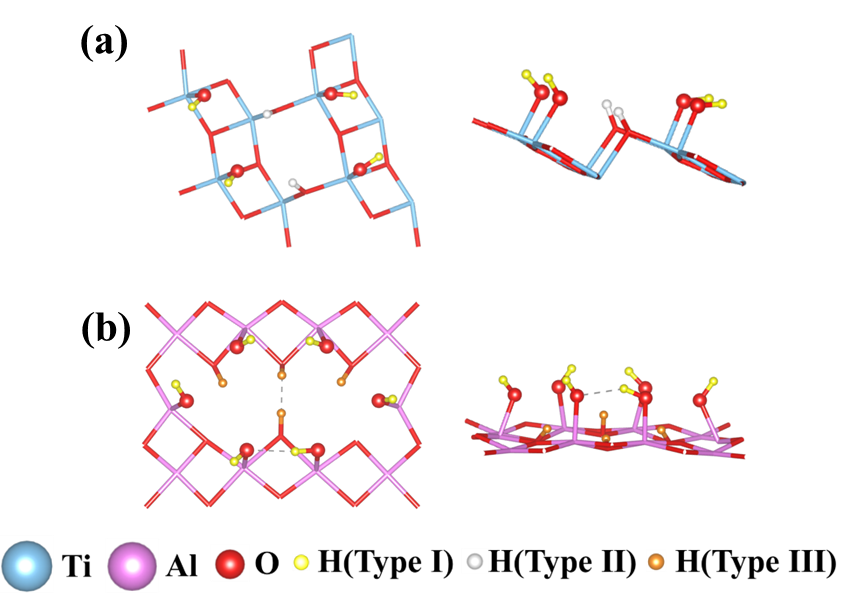 (a)
(b)
Ti Al O H(Type I) H(Type II) H(Type III)